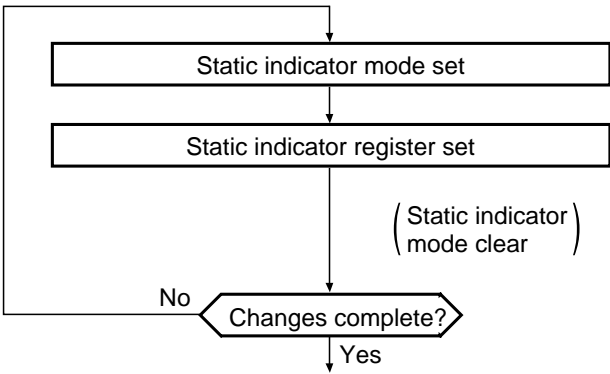 Static indicator mode set
Static indicator register set
(Static indicator
mode clear)
No
Changes complete?
Yes